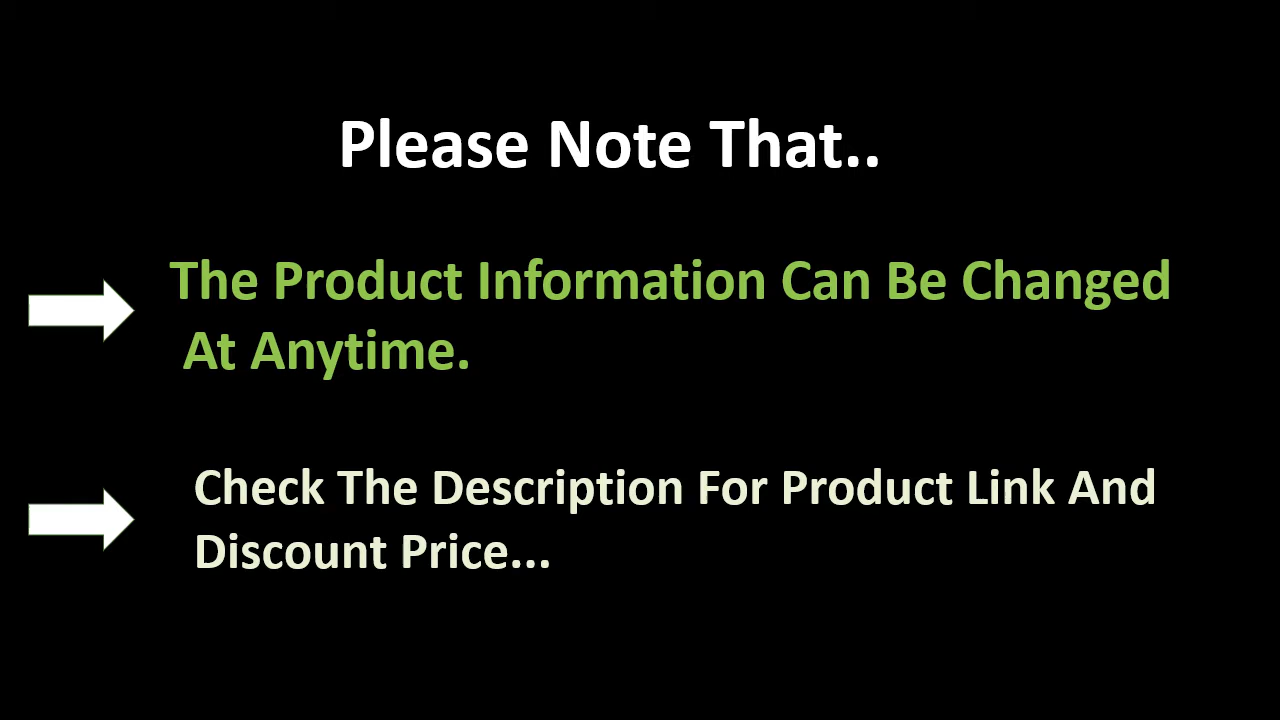 Please Note That..
The Product Information Can Be Changed
At Anytime.
Check The Description For Product Link And
Discount Price...